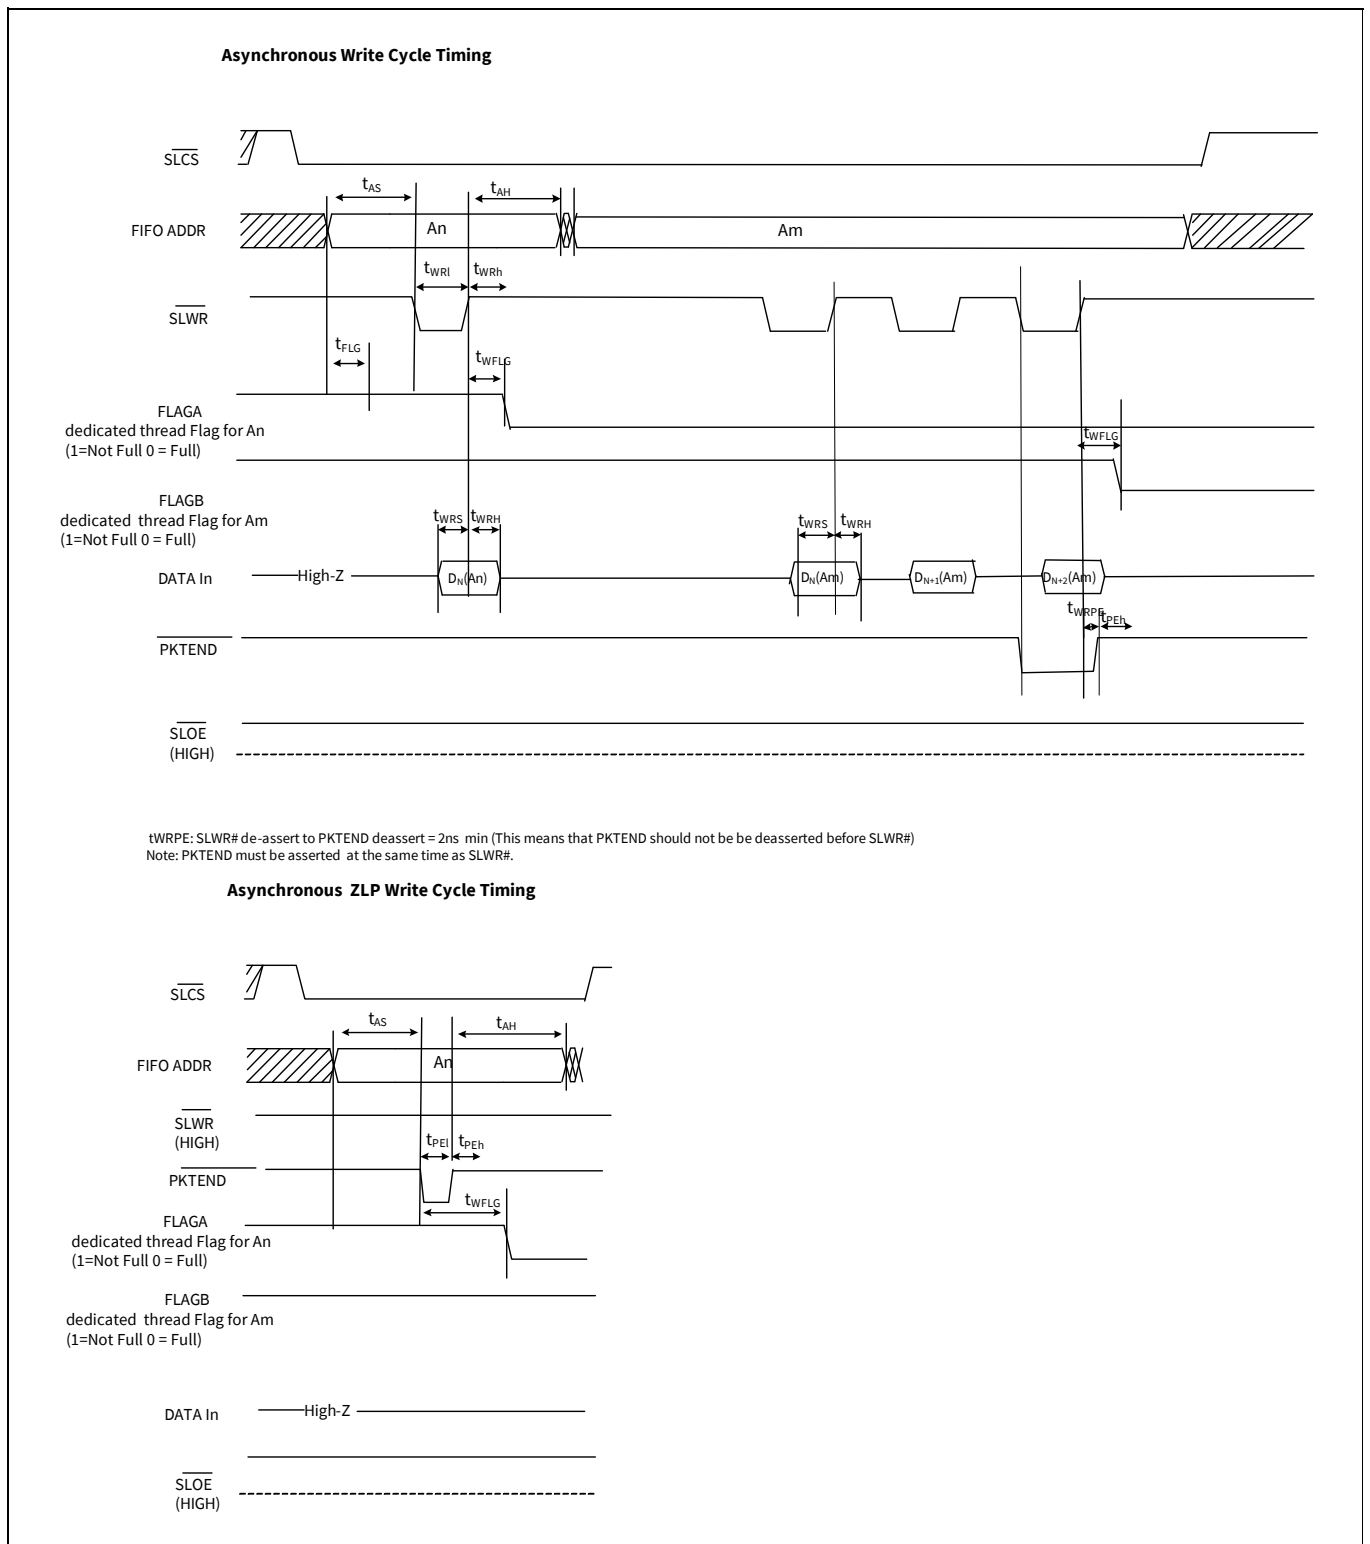 Asynchronous Write Cycle Timing
SLCS
tAS
tAH
FIFO ADDR
An
Am
tWRl
tWRh
SLWR
tFLG
tWFLG
FLAGA
dedicated thread Flag for An
(1=Not Full 0 = Full)
tWFLG
FLAGB
dedicated thread Flag for Am
(1=Not Full 0 = Full)
tWRS
tWRH
tWRS
tWRH
DATA In
High-Z
DN(An)
DN(Am)
DN+1(Am)
DN+2(Am)
tWRPE
tPEh
PKTEND
SLOE
(HIGH)
tWRPE: SLWR# de-assert to PKTEND deassert = 2ns min (This means that PKTEND should not be be deasserted before SLWR#)
Note: PKTEND must be asserted at the same time as SLWR#.
Asynchronous ZLP Write Cycle Timing
SLCS
tAS
tAH
FIFO ADDR
An
SLWR
(HIGH)
tPEl
tPEh
PKTEND
tWFLG
FLAGA
dedicated thread Flag for An
(1=Not Full 0 = Full)
FLAGB
dedicated thread Flag for Am
(1=Not Full 0 = Full)
DATA In
High-Z
SLOE
(HIGH)